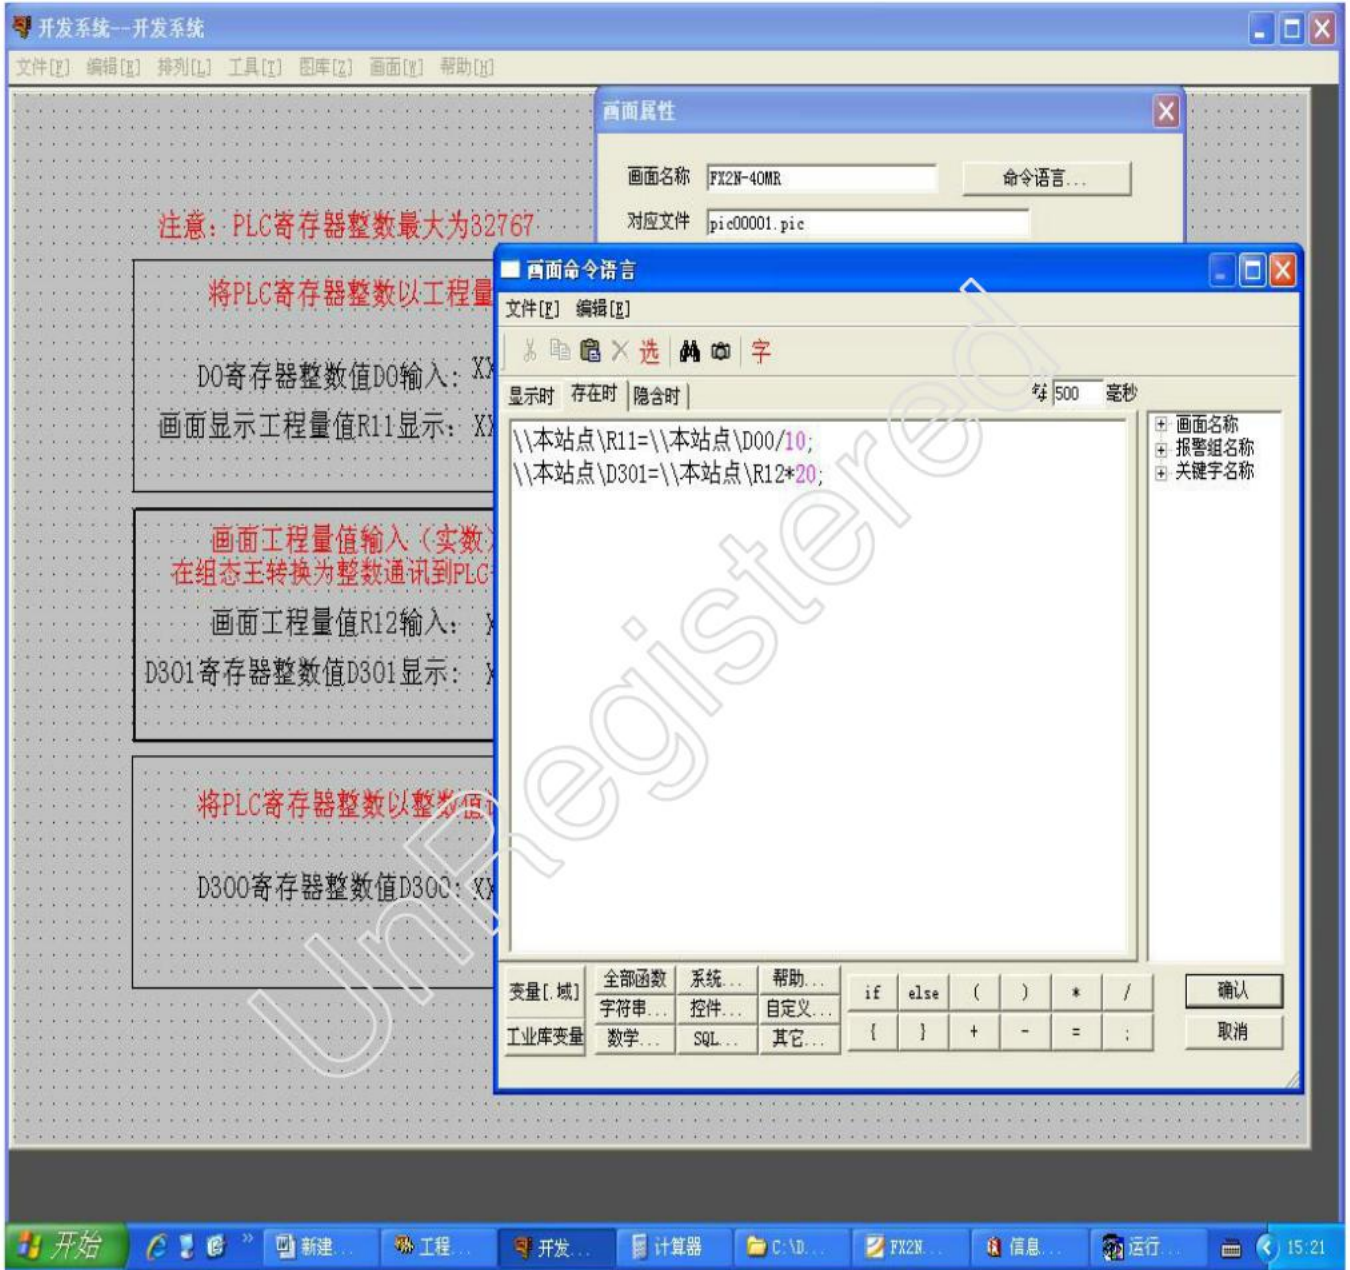 开发系统--开发系统
文件[F] 编辑[E] 排列[L] 工具[T] 图库[Z] 画面[W] 帮助[H]
画面属性
画面名称 FX2N-40MR 命令语言...
对应文件 pic00001.pic
注意: PLC寄存器整数最大为32767
将PLC寄存器整数以工程量
D0寄存器整数值D0输入: XX
画面显示工程量值R11显示: XX
画面工程量值输入（实数）
在组态王转换为整数通讯到PLC
画面工程量值R12输入:
D301寄存器整数值D301显示:
将PLC寄存器整数以整数值
D300寄存器整数值D300: XX
画面命令语言
文件[F] 编辑[E]
选 字
显示时 存在时 隐含时 每 500 毫秒
\\本站点\R11=\\本站点\D00/10;
\\本站点\D301=\\本站点\R12*20;
画面名称
报警组名称
关键字名称
变量[.域] 全部函数 系统... 帮助... if else ( ) * / 确认
字符串... 控件... 自定义...
工业库变量 数学... SQL... 其它... { } + - = ; 取消
UnRegistered
开始 新建... 工程... 开发... 计算器 C:\D... FX2N... 信息... 运行... 15:21